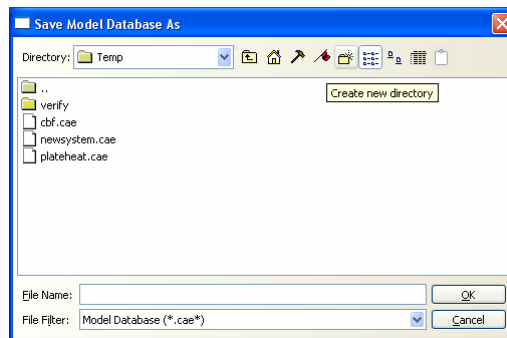 Save Model Database As
Directory: Temp
Create new directory
..
verify
cbf.cae
newsystem.cae
plateheat.cae
File Name: OK
File Filter: Model Database (*.cae*) Cancel